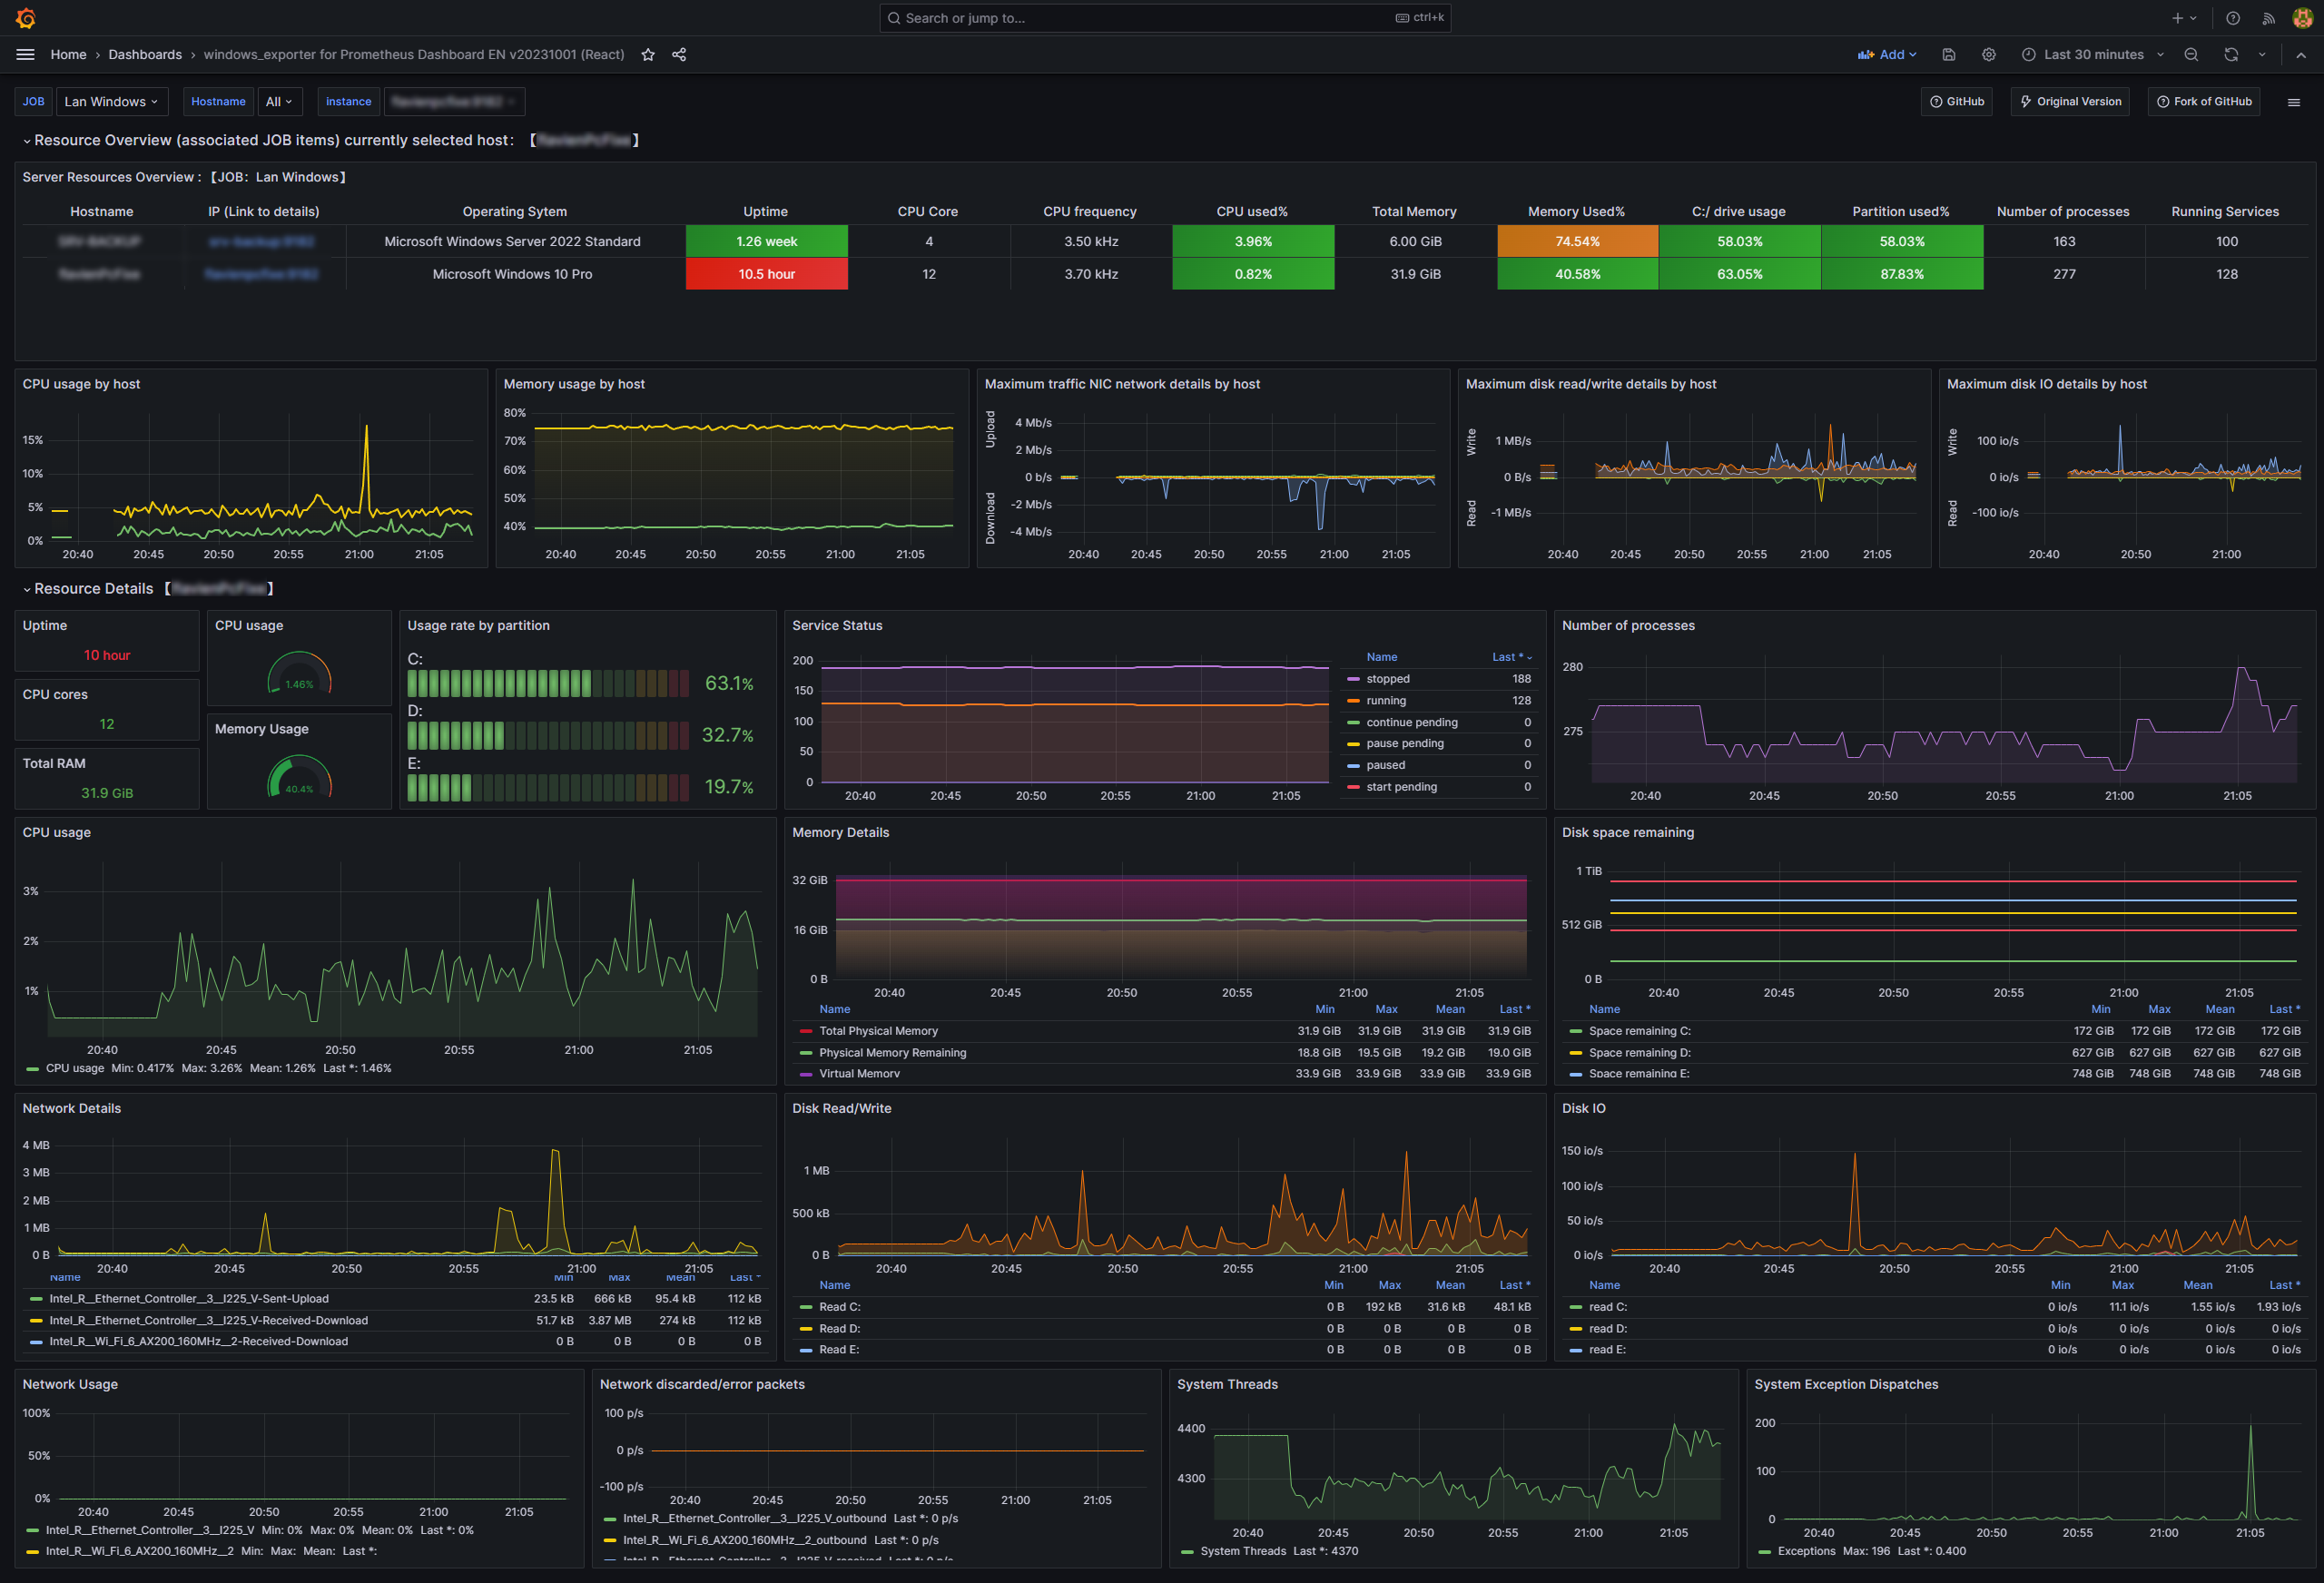 Search or jump to...
ctrl+k
Home › Dashboards › windows_exporter for Prometheus Dashboard EN v20231001 (React)
Add
Last 30 minutes
JOB
Lan Windows
Hostname
All
instance
GitHub
Original Version
Fork of GitHub
Resource Overview (associated JOB items) currently selected host： 【 】
Server Resources Overview : 【JOB： Lan Windows】
Hostname IP (Link to details) Operating Sytem Uptime CPU Core CPU frequency CPU used% Total Memory Memory Used% C:/ drive usage Partition used% Number of processes Running Services
Microsoft Windows Server 2022 Standard 1.26 week 4 3.50 kHz 3.96% 6.00 GiB 74.54% 58.03% 58.03% 163 100
Microsoft Windows 10 Pro 10.5 hour 12 3.70 kHz 0.82% 31.9 GiB 40.58% 63.05% 87.83% 277 128
CPU usage by host
15%
10%
5%
0%
20:40 20:45 20:50 20:55 21:00 21:05
Memory usage by host
80%
70%
60%
50%
40%
20:40 20:45 20:50 20:55 21:00 21:05
Maximum traffic NIC network details by host
Upload
Download
4 Mb/s
2 Mb/s
0 b/s
-2 Mb/s
-4 Mb/s
20:40 20:45 20:50 20:55 21:00 21:05
Maximum disk read/write details by host
Write
Read
1 MB/s
0 B/s
-1 MB/s
20:40 20:45 20:50 20:55 21:00 21:05
Maximum disk IO details by host
Write
Read
100 io/s
0 io/s
-100 io/s
20:40 20:50 21:00
Resource Details 【 】
Uptime
10 hour
CPU cores
12
Total RAM
31.9 GiB
CPU usage
1.46%
Memory Usage
40.4%
Usage rate by partition
C:
63.1%
D:
32.7%
E:
19.7%
Service Status
200
150
100
50
0
20:40 20:45 20:50 20:55 21:00 21:05
Name Last *
stopped 188
running 128
continue pending 0
pause pending 0
paused 0
start pending 0
Number of processes
280
275
20:40 20:45 20:50 20:55 21:00 21:05
CPU usage
3%
2%
1%
20:40 20:45 20:50 20:55 21:00 21:05
CPU usage Min: 0.417% Max: 3.26% Mean: 1.26% Last *: 1.46%
Memory Details
32 GiB
16 GiB
0 B
20:40 20:45 20:50 20:55 21:00 21:05
Name Min Max Mean Last *
Total Physical Memory 31.9 GiB 31.9 GiB 31.9 GiB 31.9 GiB
Physical Memory Remaining 18.8 GiB 19.5 GiB 19.2 GiB 19.0 GiB
Virtual Memory 33.9 GiB 33.9 GiB 33.9 GiB 33.9 GiB
Disk space remaining
1 TiB
512 GiB
0 B
20:40 20:45 20:50 20:55 21:00 21:05
Name Min Max Mean Last *
Space remaining C: 172 GiB 172 GiB 172 GiB 172 GiB
Space remaining D: 627 GiB 627 GiB 627 GiB 627 GiB
Space remaining E: 748 GiB 748 GiB 748 GiB 748 GiB
Network Details
4 MB
3 MB
2 MB
1 MB
0 B
20:40 20:45 20:50 20:55 21:00 21:05
Name Min Max Mean Last *
Intel_R__Ethernet_Controller__3__I225_V-Sent-Upload 23.5 kB 666 kB 95.4 kB 112 kB
Intel_R__Ethernet_Controller__3__I225_V-Received-Download 51.7 kB 3.87 MB 274 kB 112 kB
Intel_R__Wi_Fi_6_AX200_160MHz__2-Received-Download 0 B 0 B 0 B 0 B
Disk Read/Write
1 MB
500 kB
0 B
20:40 20:45 20:50 20:55 21:00 21:05
Name Min Max Mean Last *
Read C: 0 B 192 kB 31.6 kB 48.1 kB
Read D: 0 B 0 B 0 B 0 B
Read E: 0 B 0 B 0 B 0 B
Disk IO
150 io/s
100 io/s
50 io/s
0 io/s
20:40 20:45 20:50 20:55 21:00 21:05
Name Min Max Mean Last *
read C: 0 io/s 11.1 io/s 1.55 io/s 1.93 io/s
read D: 0 io/s 0 io/s 0 io/s 0 io/s
read E: 0 io/s 0 io/s 0 io/s 0 io/s
Network Usage
100%
50%
0%
20:40 20:45 20:50 20:55 21:00 21:05
Intel_R__Ethernet_Controller__3__I225_V Min: 0% Max: 0% Mean: 0% Last *: 0%
Intel_R__Wi_Fi_6_AX200_160MHz__2 Min: Max: Mean: Last *:
Network discarded/error packets
100 p/s
0 p/s
-100 p/s
20:40 20:45 20:50 20:55 21:00 21:05
Intel_R__Ethernet_Controller__3__I225_V_outbound Last *: 0 p/s
Intel_R__Wi_Fi_6_AX200_160MHz__2_outbound Last *: 0 p/s
Intel_R__Ethernet_Controller__3__I225_V_received Last *: 0 p/s
System Threads
4400
4300
20:40 20:45 20:50 20:55 21:00 21:05
System Threads Last *: 4370
System Exception Dispatches
200
100
0
20:40 20:45 20:50 20:55 21:00 21:05
Exceptions Max: 196 Last *: 0.400